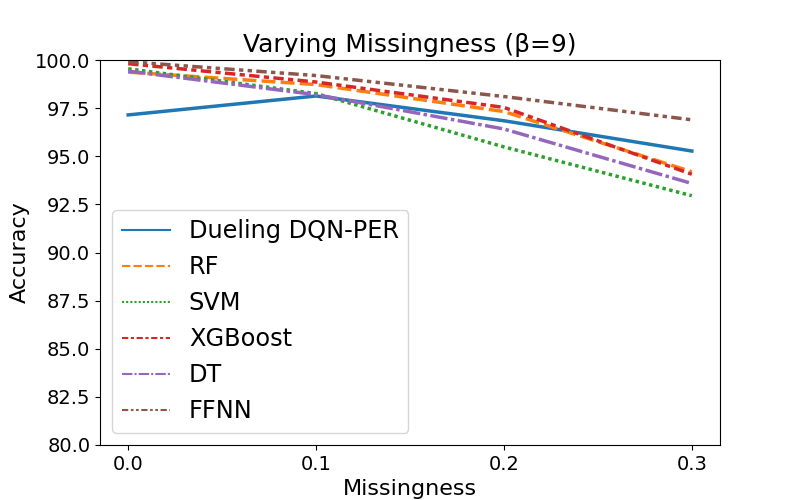 Varying Missingness (β=9)
Accuracy
100.0
97.5
95.0
92.5
90.0
87.5
85.0
82.5
80.0
Dueling DQN-PER
RF
SVM
XGBoost
DT
FFNN
0.0 0.1 0.2 0.3
Missingness